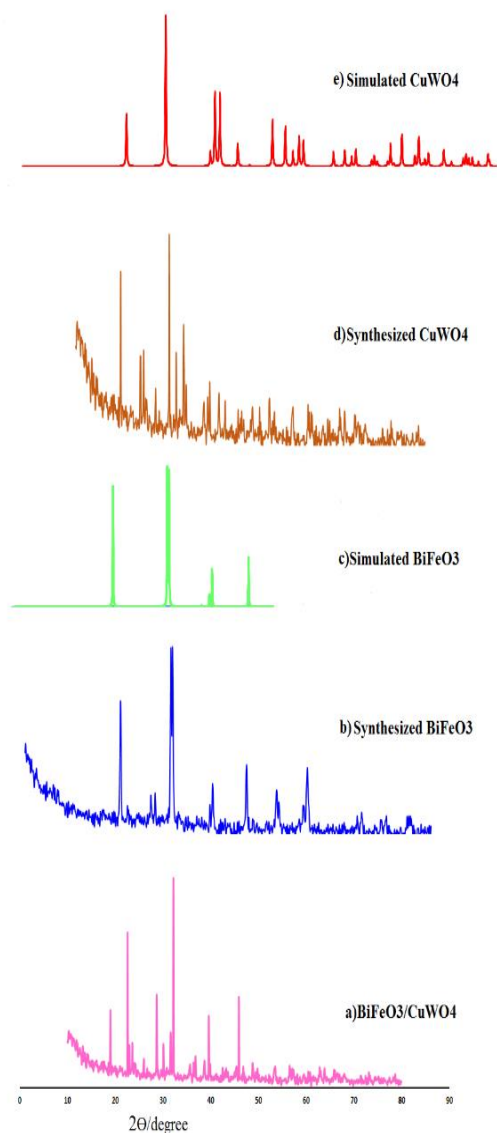 e) Simulated CuWO4
d)Synthesized CuWO4
c)Simulated BiFeO3
b) Synthesized BiFeO3
a)BiFeO3/CuWO4
0 10 20 30 40 50 60 70 80 90
2Θ/degree